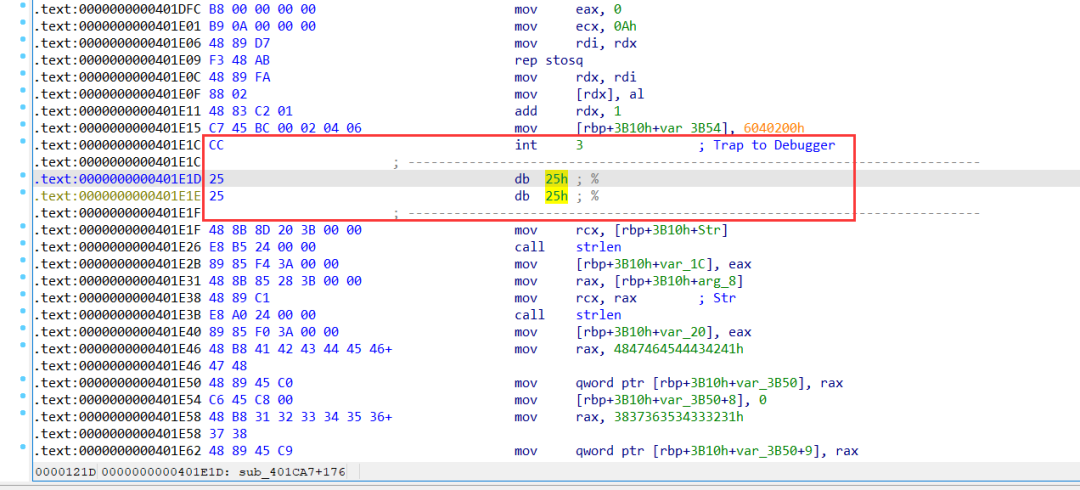 .text:0000000000401DFC B8 00 00 00 00 mov eax, 0
.text:0000000000401E01 B9 0A 00 00 00 mov ecx, 0Ah
.text:0000000000401E06 48 89 D7 mov rdi, rdx
.text:0000000000401E09 F3 48 AB rep stosq
.text:0000000000401E0C 48 89 FA mov rdx, rdi
.text:0000000000401E0F 88 02 mov [rdx], al
.text:0000000000401E11 48 83 C2 01 add rdx, 1
.text:0000000000401E15 C7 45 BC 00 02 04 06 mov [rbp+3B10h+var_3B54], 6040200h
.text:0000000000401E1C CC int 3 ; Trap to Debugger
.text:0000000000401E1C ; ---------------------------------------------------------------------------
.text:0000000000401E1D 25 db 25h ; %
.text:0000000000401E1E 25 db 25h ; %
.text:0000000000401E1F ; ---------------------------------------------------------------------------
.text:0000000000401E1F 48 8B 8D 20 3B 00 00 mov rcx, [rbp+3B10h+Str]
.text:0000000000401E26 E8 B5 24 00 00 call strlen
.text:0000000000401E2B 89 85 F4 3A 00 00 mov [rbp+3B10h+var_1C], eax
.text:0000000000401E31 48 8B 85 28 3B 00 00 mov rax, [rbp+3B10h+arg_8]
.text:0000000000401E38 48 89 C1 mov rcx, rax ; Str
.text:0000000000401E3B E8 A0 24 00 00 call strlen
.text:0000000000401E40 89 85 F0 3A 00 00 mov [rbp+3B10h+var_20], eax
.text:0000000000401E46 48 B8 41 42 43 44 45 46+ mov rax, 4847464544434241h
.text:0000000000401E46 47 48
.text:0000000000401E50 48 89 45 C0 mov qword ptr [rbp+3B10h+var_3B50], rax
.text:0000000000401E54 C6 45 C8 00 mov [rbp+3B10h+var_3B50+8], 0
.text:0000000000401E58 48 B8 31 32 33 34 35 36+ mov rax, 3837363534333231h
.text:0000000000401E58 37 38
.text:0000000000401E62 48 89 45 C9 mov qword ptr [rbp+3B10h+var_3B50+9], rax
0000121D 0000000000401E1D: sub_401CA7+176